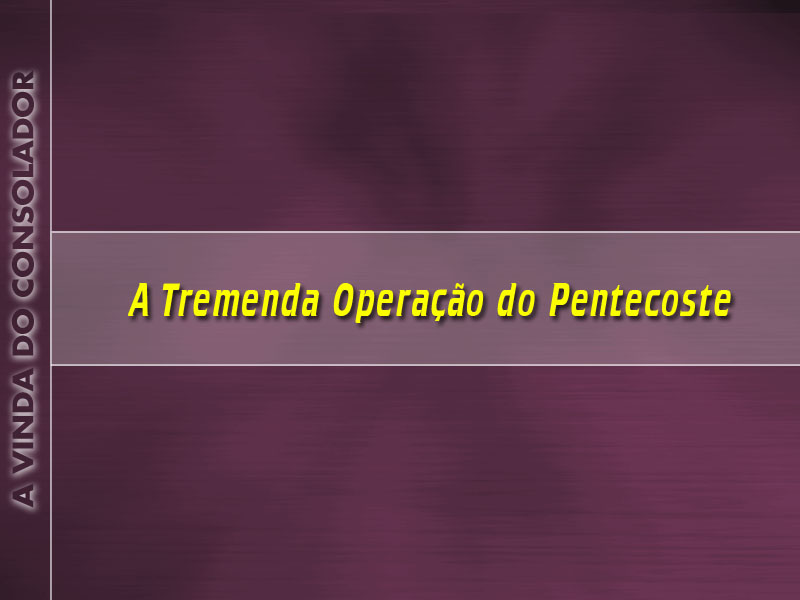 A VINDA DO CONSOLADOR
A Tremenda Operação do Pentecoste